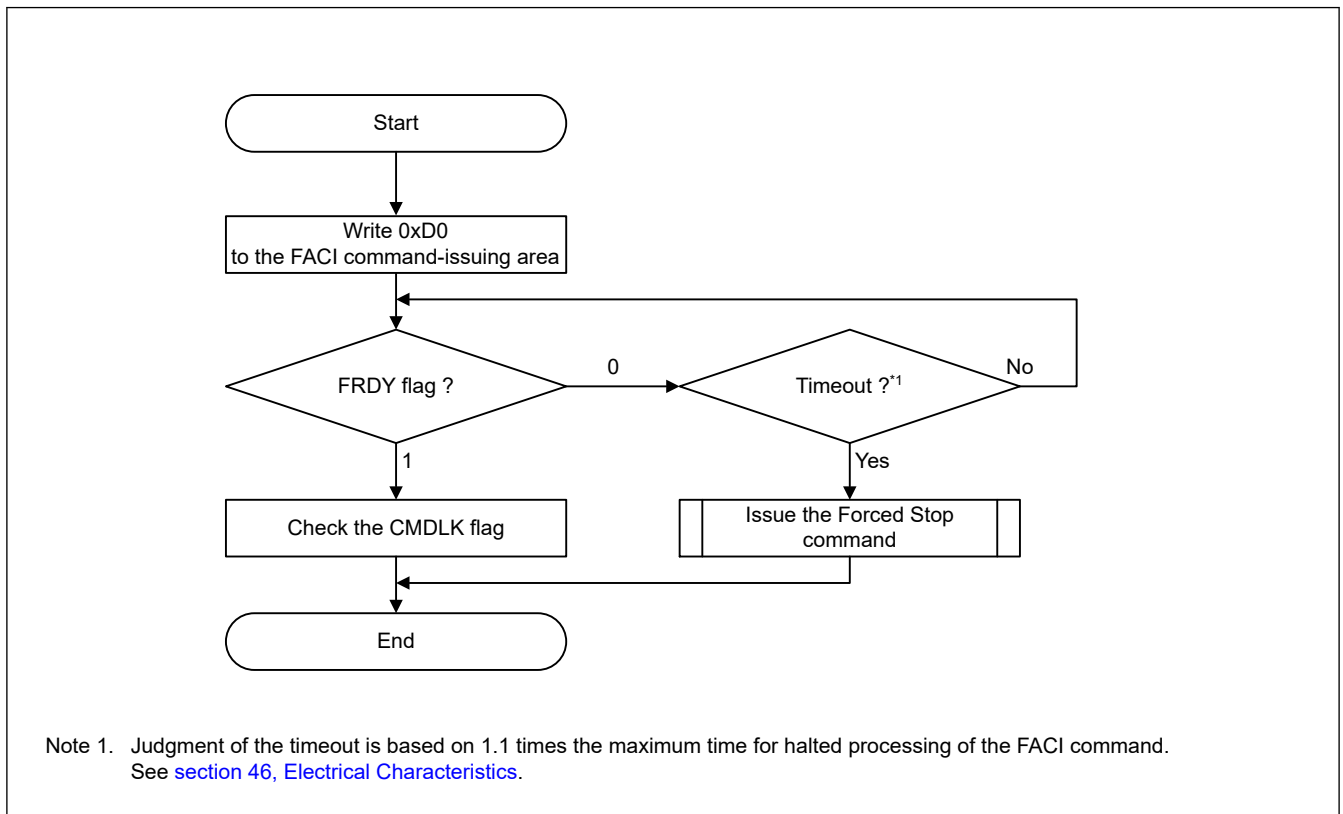 Start
Write 0xD0
to the FACI command-issuing area
FRDY flag ?
0
Timeout ?*1
No
1
Yes
Check the CMDLK flag
Issue the Forced Stop
command
End
Note 1. Judgment of the timeout is based on 1.1 times the maximum time for halted processing of the FACI command.
See section 46, Electrical Characteristics.